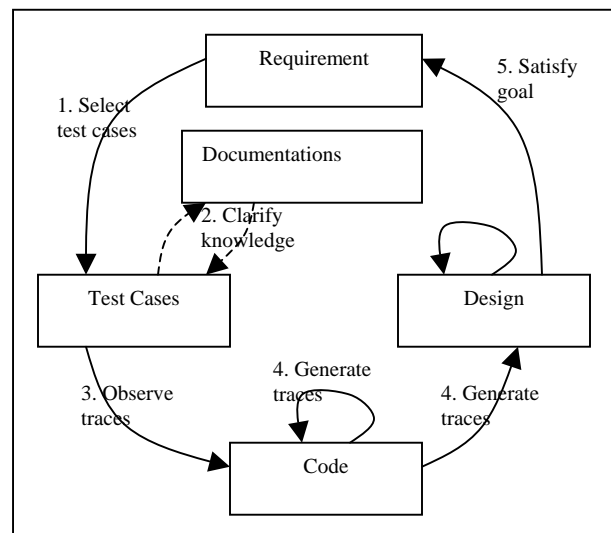 Requirement
5. Satisfy
goal
1. Select
test cases
Documentations
2. Clarify
knowledge
Test Cases
Design
3. Observe
traces
4. Generate
traces
4. Generate
traces
Code